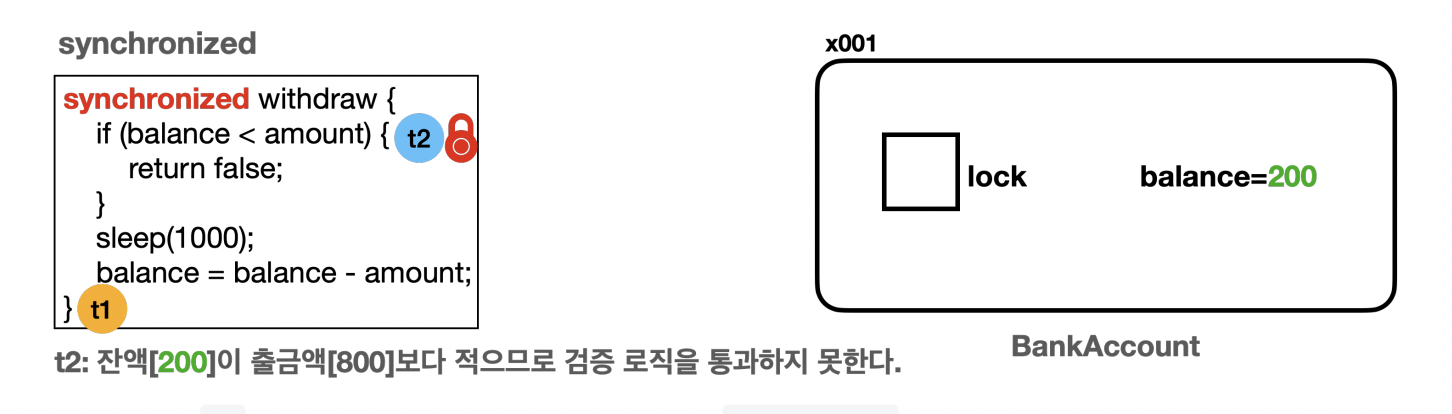 synchronized
x001
synchronized withdraw {
if (balance < amount) { t2
return false;
}
sleep(1000);
balance = balance - amount;
} t1
lock
balance=200
t2: 잔액[200]이 출금액[800]보다 적으므로 검증 로직을 통과하지 못한다.
BankAccount